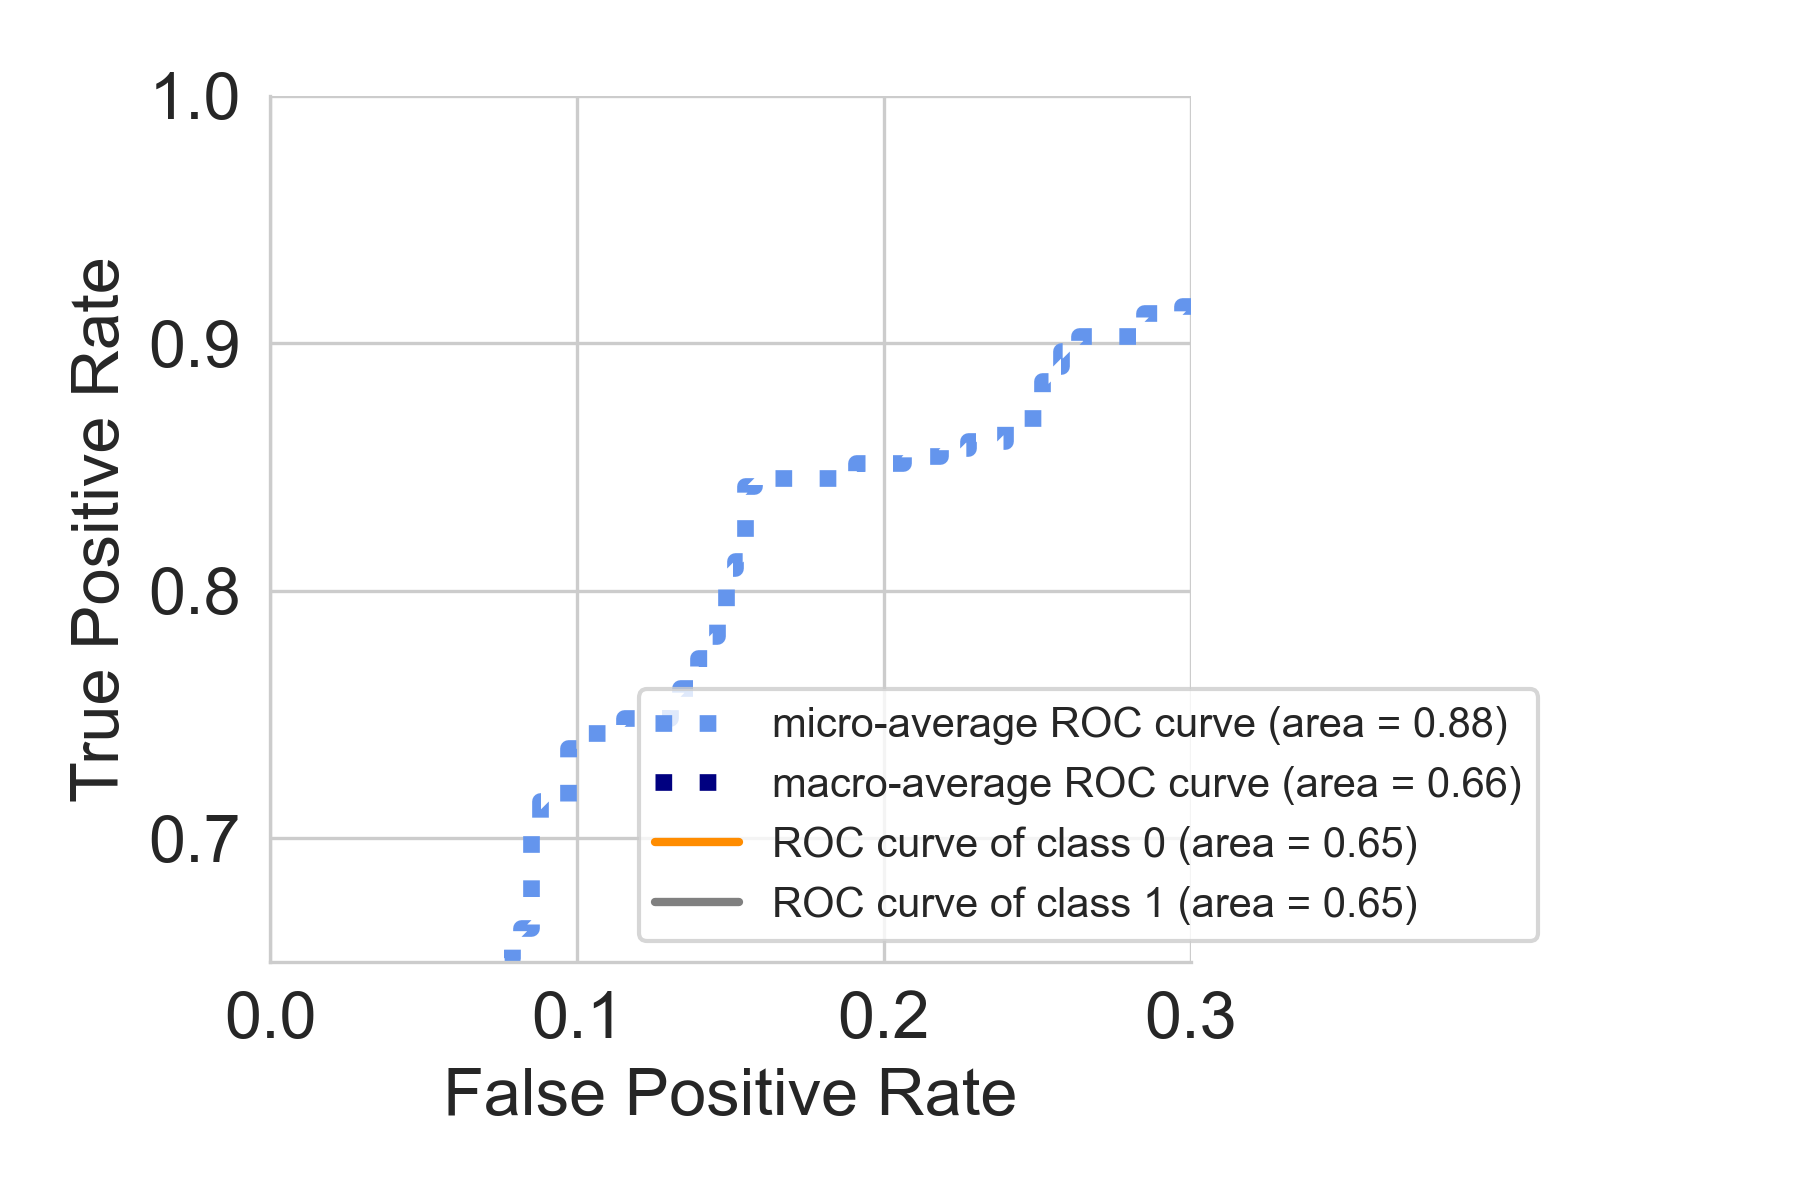 1.0
0.9
0.8
0.7
True Positive Rate
micro-average ROC curve (area = 0.88)
macro-average ROC curve (area = 0.66)
ROC curve of class 0 (area = 0.65)
ROC curve of class 1 (area = 0.65)
0.0 0.1 0.2 0.3
False Positive Rate